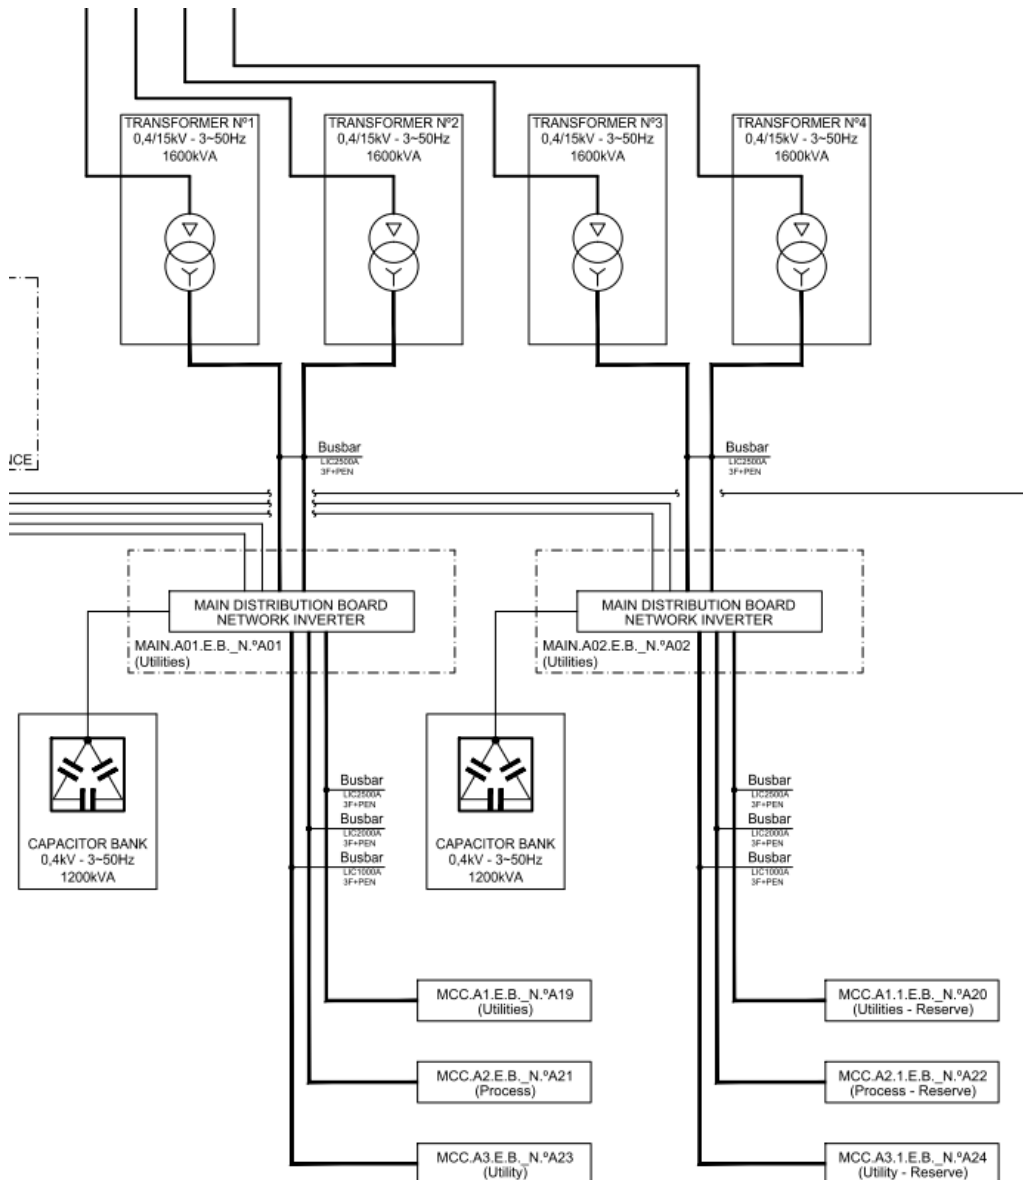 TRANSFORMER Nº1
0,4/15kV - 3~50Hz
1600kVA
TRANSFORMER Nº2
0,4/15kV - 3~50Hz
1600kVA
TRANSFORMER Nº3
0,4/15kV - 3~50Hz
1600kVA
TRANSFORMER Nº4
0,4/15kV - 3~50Hz
1600kVA
NCE
Busbar
LIC2500A
3F+PEN
Busbar
LIC2500A
3F+PEN
MAIN DISTRIBUTION BOARD
NETWORK INVERTER
MAIN.A01.E.B._N.ºA01
(Utilities)
MAIN DISTRIBUTION BOARD
NETWORK INVERTER
MAIN.A02.E.B._N.ºA02
(Utilities)
CAPACITOR BANK
0,4kV - 3~50Hz
1200kVA
Busbar
LIC2500A
3F+PEN
Busbar
LIC2000A
3F+PEN
Busbar
LIC1000A
3F+PEN
CAPACITOR BANK
0,4kV - 3~50Hz
1200kVA
Busbar
LIC2500A
3F+PEN
Busbar
LIC2000A
3F+PEN
Busbar
LIC1000A
3F+PEN
MCC.A1.E.B._N.ºA19
(Utilities)
MCC.A1.1.E.B._N.ºA20
(Utilities - Reserve)
MCC.A2.E.B._N.ºA21
(Process)
MCC.A2.1.E.B._N.ºA22
(Process - Reserve)
MCC.A3.E.B._N.ºA23
(Utility)
MCC.A3.1.E.B._N.ºA24
(Utility - Reserve)